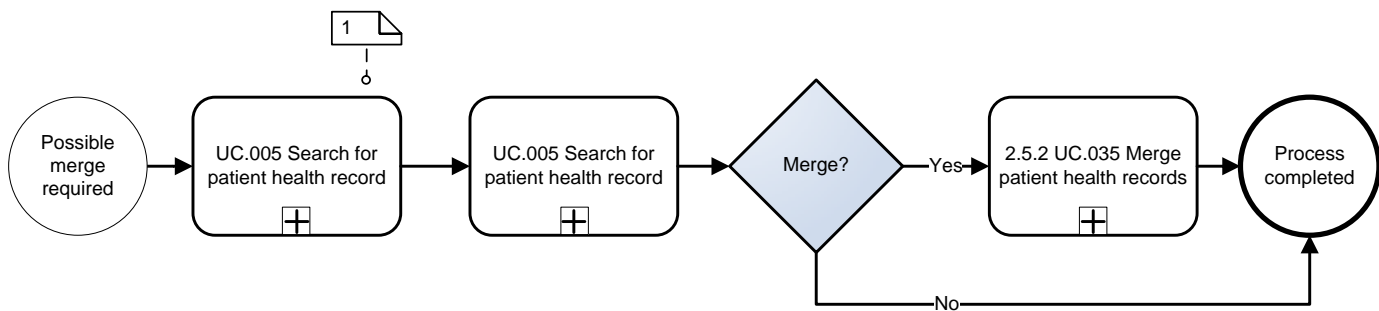 1
Possible
merge
required
UC.005 Search for
patient health record
UC.005 Search for
patient health record
Merge?
Yes
2.5.2 UC.035 Merge
patient health records
Process
completed
No